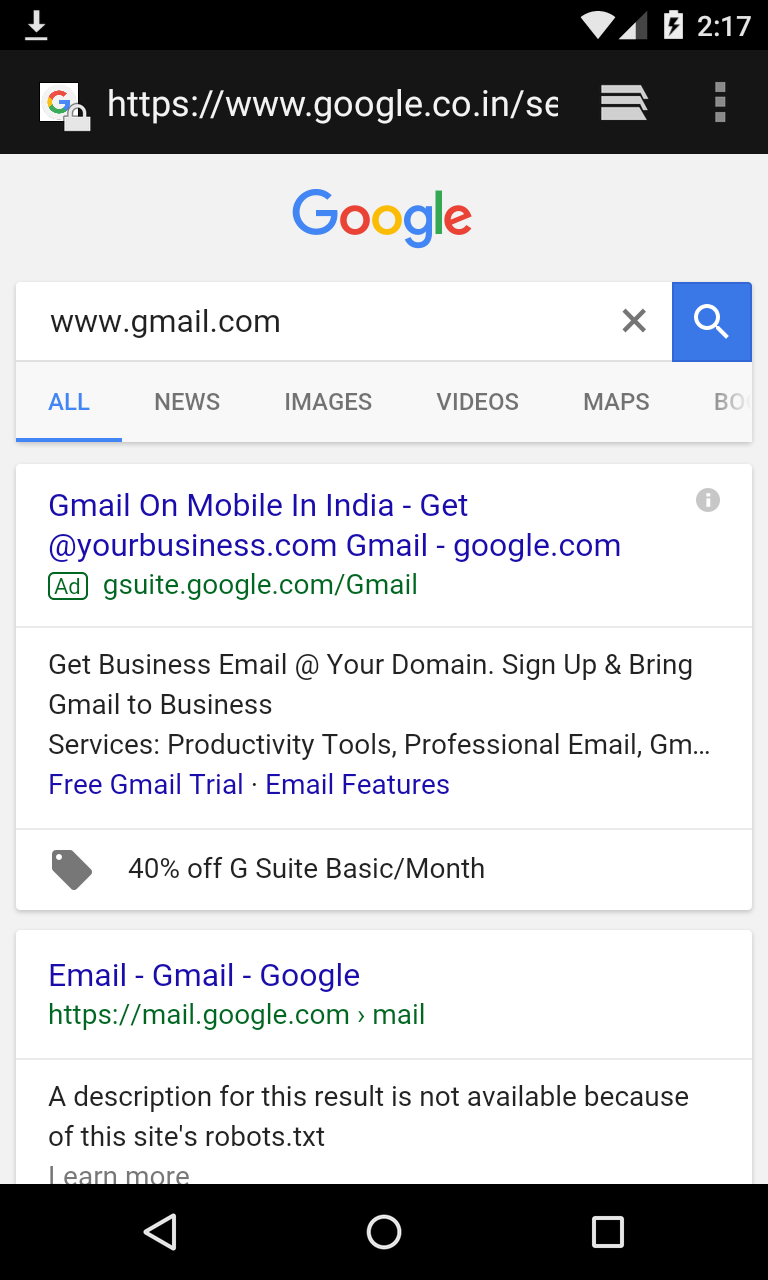 2:17
https://www.google.co.in/se
Google
www.gmail.com
ALL NEWS IMAGES VIDEOS MAPS BOO
Gmail On Mobile In India - Get
@yourbusiness.com Gmail - google.com
Ad gsuite.google.com/Gmail
Get Business Email @ Your Domain. Sign Up & Bring
Gmail to Business
Services: Productivity Tools, Professional Email, Gm...
Free Gmail Trial · Email Features
40% off G Suite Basic/Month
Email - Gmail - Google
https://mail.google.com › mail
A description for this result is not available because
of this site's robots.txt
Learn more